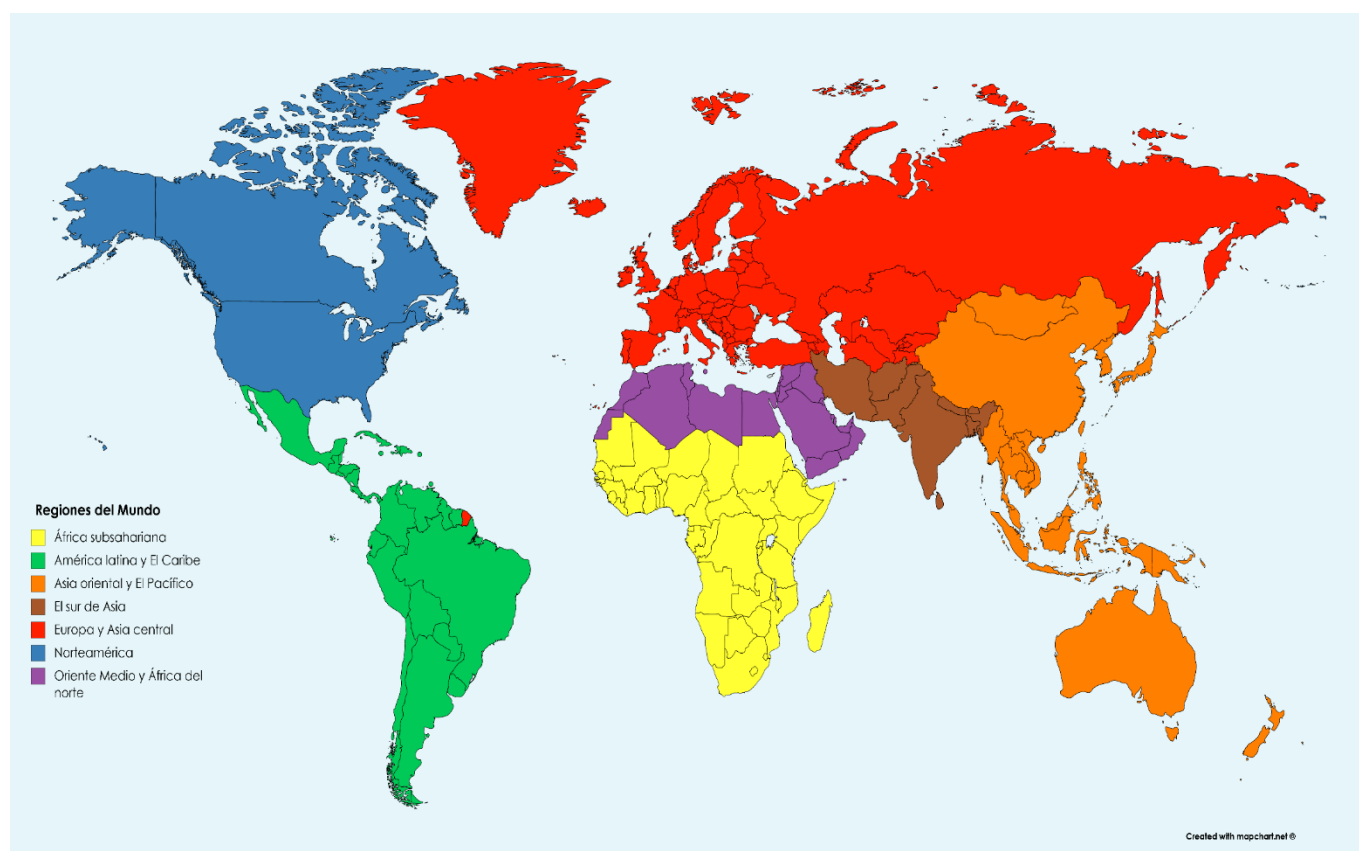 Regiones del Mundo
África subsahariana
América latina y El Caribe
Asia oriental y El Pacífico
El sur de Asia
Europa y Asia central
Norteamérica
Oriente Medio y África del
norte
Created with mapchart.net ©